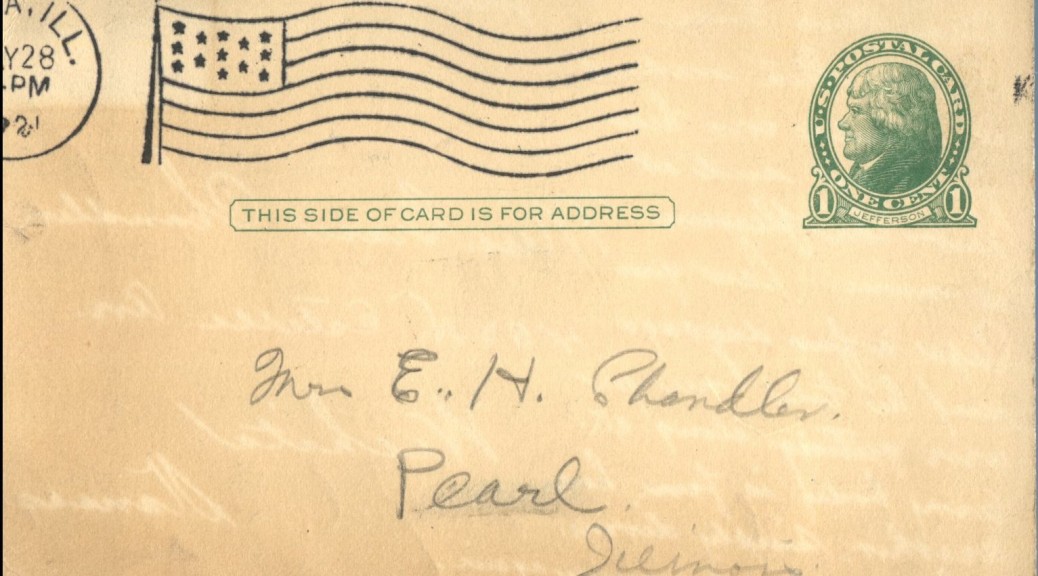 A, ILL.
Y28
PM
U.S. POSTAL CARD
ONE CENT
1 JEFFERSON 1
THIS SIDE OF CARD IS FOR ADDRESS
Mrs E. H. Chandler.
Pearl.
Illinois